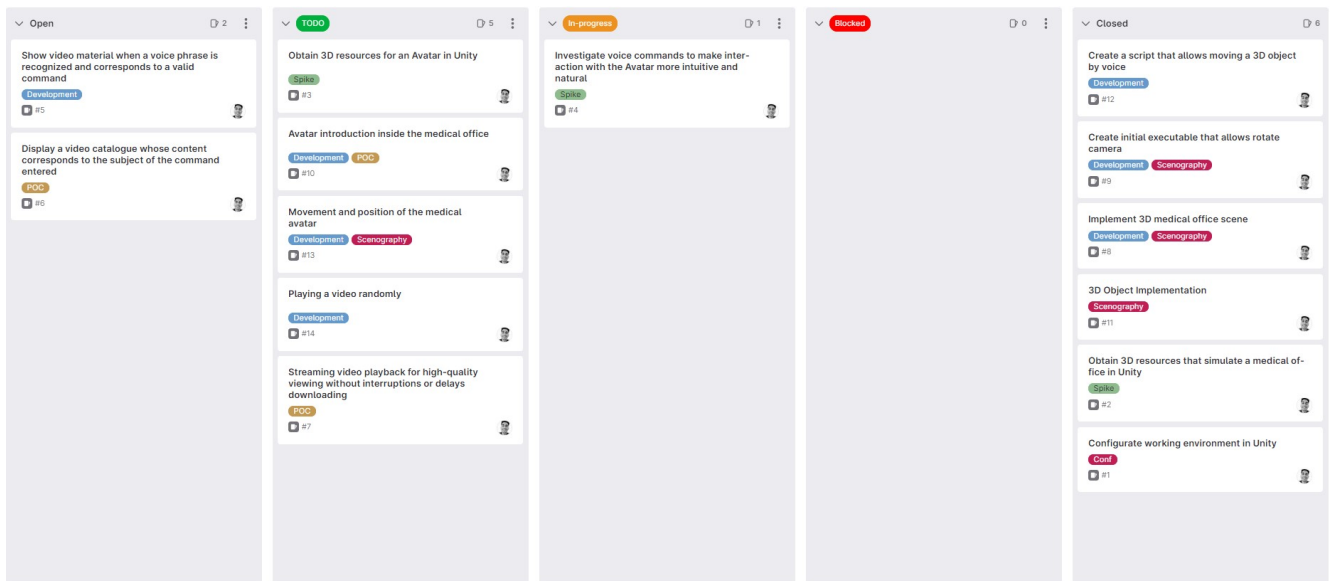 Open 2
Show video material when a voice phrase is
recognized and corresponds to a valid
command
Development
#5
Display a video catalogue whose content
corresponds to the subject of the command
entered
POC
#6
TODO 5
Obtain 3D resources for an Avatar in Unity
Spike
#3
Avatar introduction inside the medical office
Development POC
#10
Movement and position of the medical
avatar
Development Scenography
#13
Playing a video randomly
Development
#14
Streaming video playback for high-quality
viewing without interruptions or delays
downloading
POC
#7
In-progress 1
Investigate voice commands to make inter-
action with the Avatar more intuitive and
natural
Spike
#4
Blocked 0
Closed 6
Create a script that allows moving a 3D object
by voice
Development
#12
Create initial executable that allows rotate
camera
Development Scenography
#9
Implement 3D medical office scene
Development Scenography
#8
3D Object Implementation
Scenography
#11
Obtain 3D resources that simulate a medical of-
fice in Unity
Spike
#2
Configurate working environment in Unity
Conf
#1